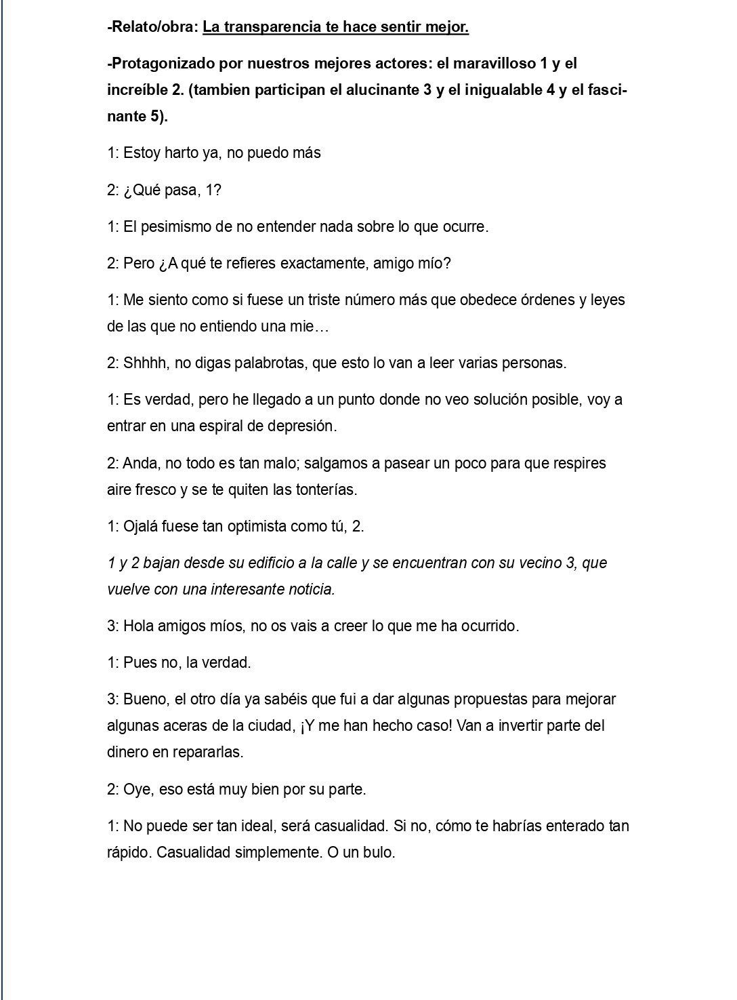 -Relato/obra: La transparencia te hace sentir mejor.
-Protagonizado por nuestros mejores actores: el maravilloso 1 y el
increíble 2. (tambien participan el alucinante 3 y el inigualable 4 y el fasci-
nante 5).
1: Estoy harto ya, no puedo más
2: ¿Qué pasa, 1?
1: El pesimismo de no entender nada sobre lo que ocurre.
2: Pero ¿A qué te refieres exactamente, amigo mío?
1: Me siento como si fuese un triste número más que obedece órdenes y leyes
de las que no entiendo una mie…
2: Shhhh, no digas palabrotas, que esto lo van a leer varias personas.
1: Es verdad, pero he llegado a un punto donde no veo solución posible, voy a
entrar en una espiral de depresión.
2: Anda, no todo es tan malo; salgamos a pasear un poco para que respires
aire fresco y se te quiten las tonterías.
1: Ojalá fuese tan optimista como tú, 2.
1 y 2 bajan desde su edificio a la calle y se encuentran con su vecino 3, que
vuelve con una interesante noticia.
3: Hola amigos míos, no os vais a creer lo que me ha ocurrido.
1: Pues no, la verdad.
3: Bueno, el otro día ya sabéis que fui a dar algunas propuestas para mejorar
algunas aceras de la ciudad, ¡Y me han hecho caso! Van a invertir parte del
dinero en repararlas.
2: Oye, eso está muy bien por su parte.
1: No puede ser tan ideal, será casualidad. Si no, cómo te habrías enterado tan
rápido. Casualidad simplemente. O un bulo.